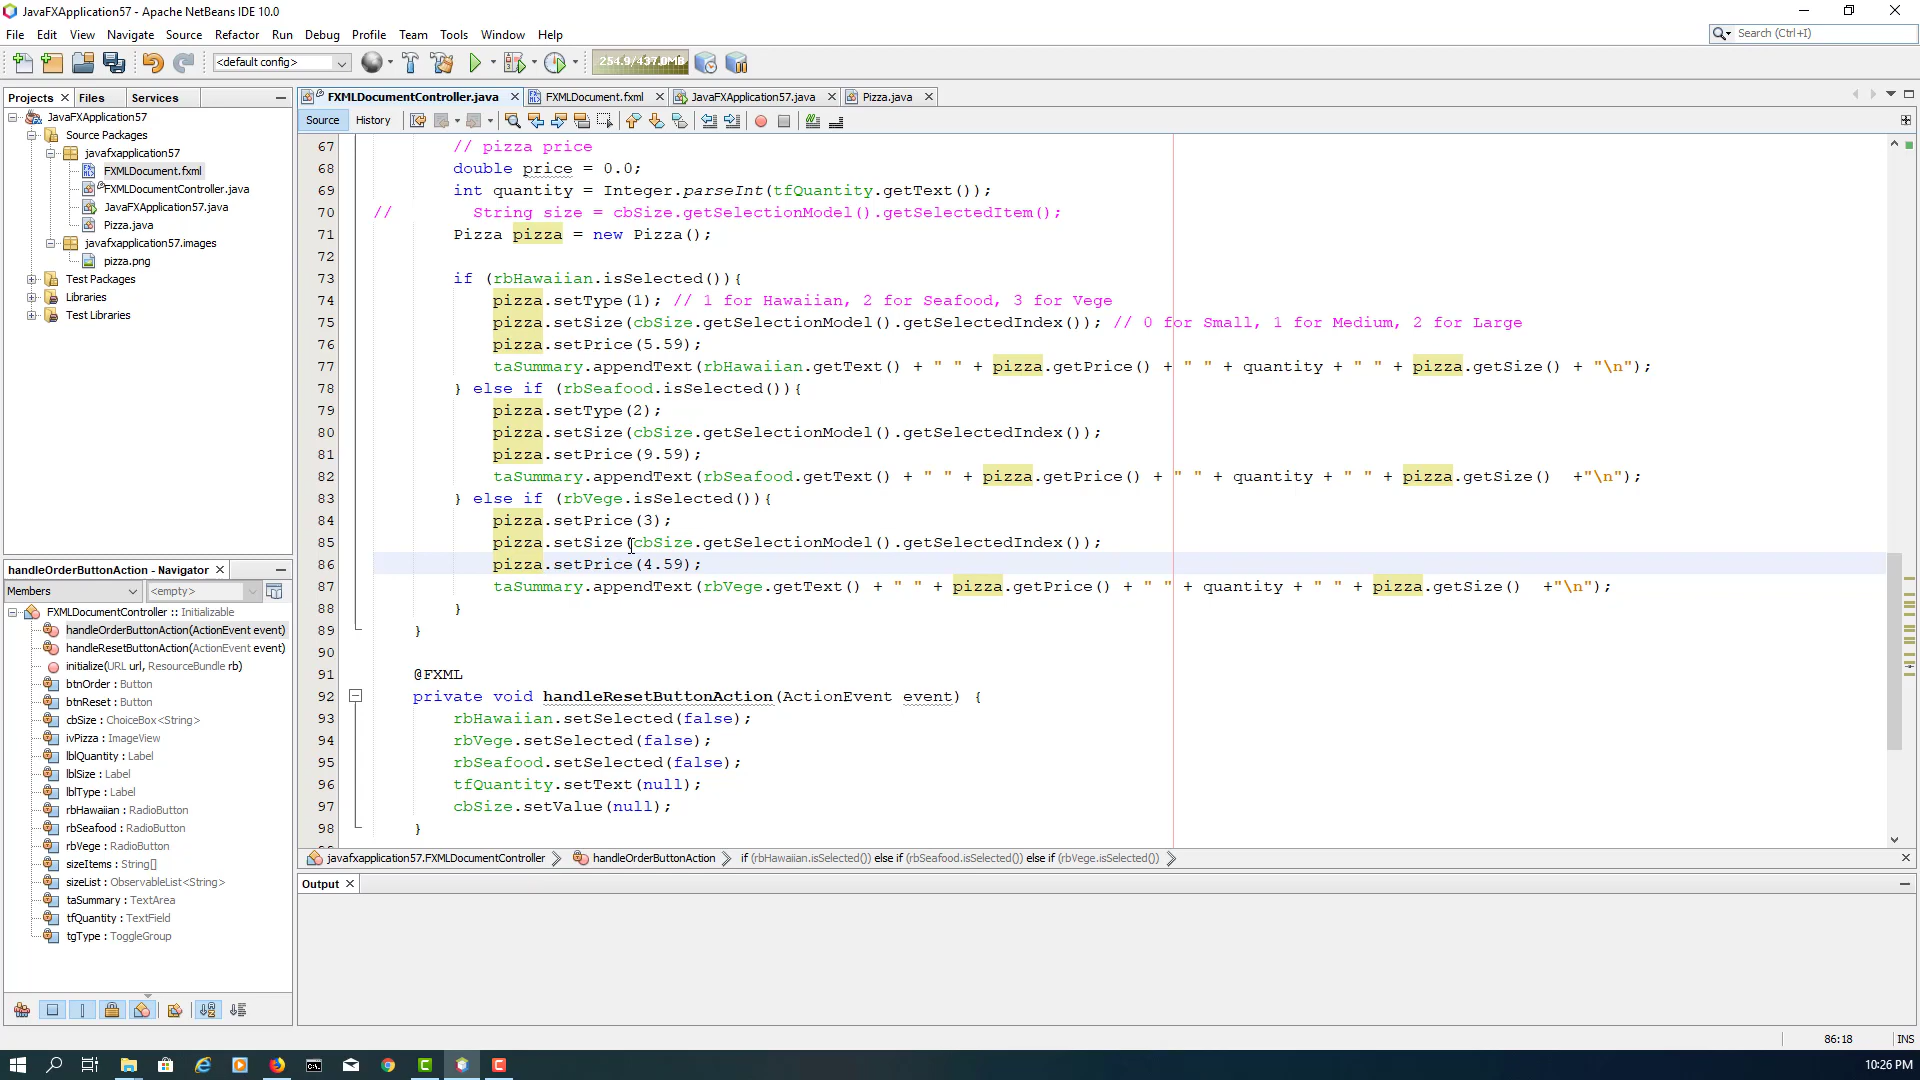 JavaFXApplication57 - Apache NetBeans IDE 10.0
File Edit View Navigate Source Refactor Run Debug Profile Team Tools Window Help
Search (Ctrl+I)
<default config>
254.9/437.0MB
Projects Files Services
FXMLDocumentController.java FXMLDocument.fxml JavaFXApplication57.java Pizza.java
Source History
JavaFXApplication57
Source Packages
javafxapplication57
FXMLDocument.fxml
FXMLDocumentController.java
JavaFXApplication57.java
Pizza.java
javafxapplication57.images
pizza.png
Test Packages
Libraries
Test Libraries
67 // pizza price
68 double price = 0.0;
69 int quantity = Integer.parseInt(tfQuantity.getText());
70 // String size = cbSize.getSelectionModel().getSelectedItem();
71 Pizza pizza = new Pizza();
72
73 if (rbHawaiian.isSelected()){
74 pizza.setType(1); // 1 for Hawaiian, 2 for Seafood, 3 for Vege
75 pizza.setSize(cbSize.getSelectionModel().getSelectedIndex()); // 0 for Small, 1 for Medium, 2 for Large
76 pizza.setPrice(5.59);
77 taSummary.appendText(rbHawaiian.getText() + " " + pizza.getPrice() + " " + quantity + " " + pizza.getSize() + "\n");
78 } else if (rbSeafood.isSelected()){
79 pizza.setType(2);
80 pizza.setSize(cbSize.getSelectionModel().getSelectedIndex());
81 pizza.setPrice(9.59);
82 taSummary.appendText(rbSeafood.getText() + " " + pizza.getPrice() + " " + quantity + " " + pizza.getSize() +"\n");
83 } else if (rbVege.isSelected()){
84 pizza.setPrice(3);
85 pizza.setSize(cbSize.getSelectionModel().getSelectedIndex());
86 pizza.setPrice(4.59);
87 taSummary.appendText(rbVege.getText() + " " + pizza.getPrice() + " " + quantity + " " + pizza.getSize() +"\n");
88 }
89 }
90
91 @FXML
92 private void handleResetButtonAction(ActionEvent event) {
93 rbHawaiian.setSelected(false);
94 rbVege.setSelected(false);
95 rbSeafood.setSelected(false);
96 tfQuantity.setText(null);
97 cbSize.setValue(null);
98 }
javafxapplication57.FXMLDocumentController handleOrderButtonAction if (rbHawaiian.isSelected()) else if (rbSeafood.isSelected()) else if (rbVege.isSelected())
handleOrderButtonAction - Navigator
Members <empty>
FXMLDocumentController :: Initializable
handleOrderButtonAction(ActionEvent event)
handleResetButtonAction(ActionEvent event)
initialize(URL url, ResourceBundle rb)
btnOrder : Button
btnReset : Button
cbSize : ChoiceBox<String>
ivPizza : ImageView
lblQuantity : Label
lblSize : Label
lblType : Label
rbHawaiian : RadioButton
rbSeafood : RadioButton
rbVege : RadioButton
sizeItems : String[]
sizeList : ObservableList<String>
taSummary : TextArea
tfQuantity : TextField
tgType : ToggleGroup
Output
86:18 INS
10:26 PM